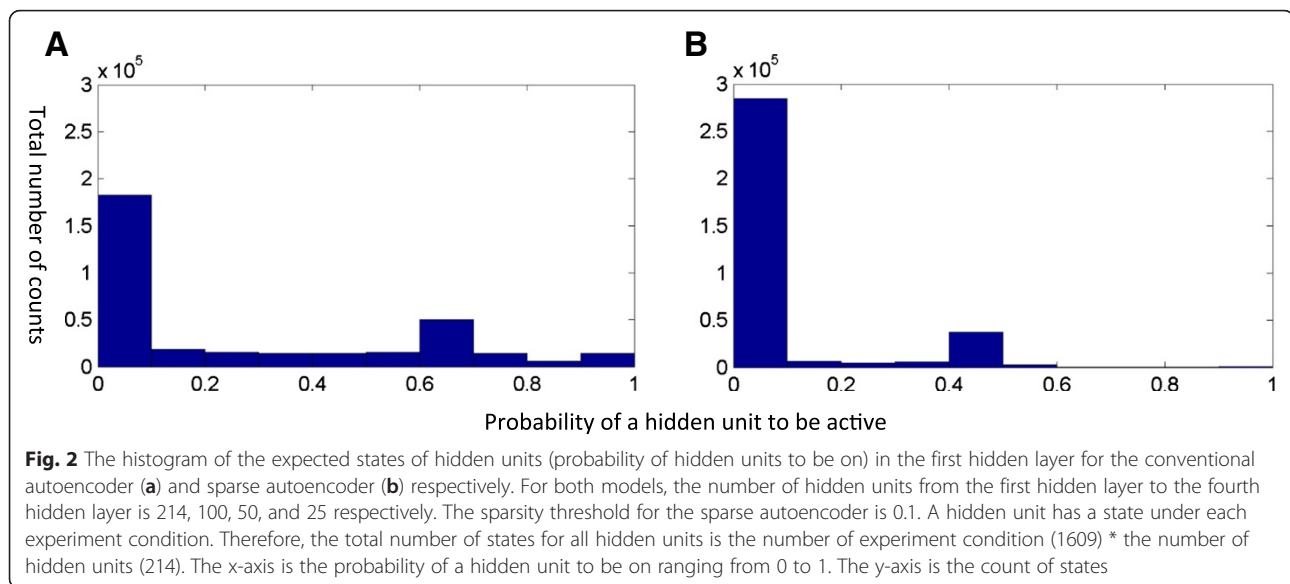 A
B
x 10⁵
x 10⁵
3
2.5
2
1.5
1
0.5
0
3
2.5
2
1.5
1
0.5
0
Total number of counts
0 0.2 0.4 0.6 0.8 1
0 0.2 0.4 0.6 0.8 1
Probability of a hidden unit to be active
Fig. 2 The histogram of the expected states of hidden units (probability of hidden units to be on) in the first hidden layer for the conventional
autoencoder (a) and sparse autoencoder (b) respectively. For both models, the number of hidden units from the first hidden layer to the fourth
hidden layer is 214, 100, 50, and 25 respectively. The sparsity threshold for the sparse autoencoder is 0.1. A hidden unit has a state under each
experiment condition. Therefore, the total number of states for all hidden units is the number of experiment condition (1609) * the number of
hidden units (214). The x-axis is the probability of a hidden unit to be on ranging from 0 to 1. The y-axis is the count of states